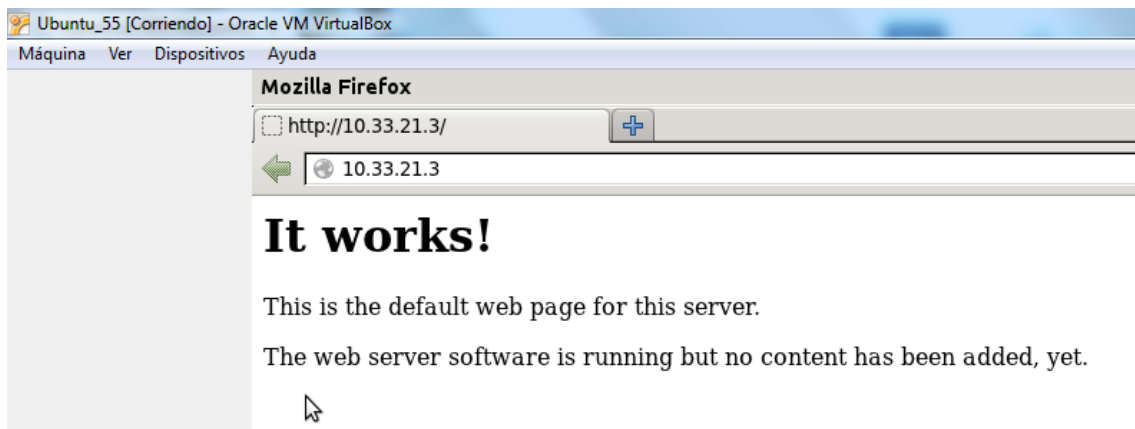 Ubuntu_55 [Corriendo] - Oracle VM VirtualBox
Máquina Ver Dispositivos Ayuda
Mozilla Firefox
http://10.33.21.3/
10.33.21.3
It works!
This is the default web page for this server.
The web server software is running but no content has been added, yet.